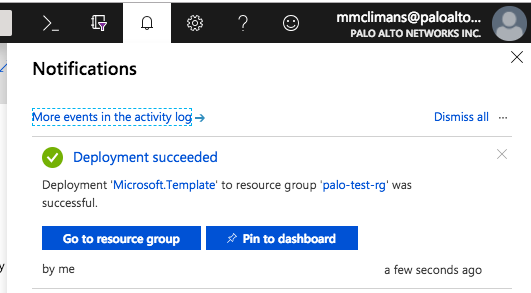 mmclimans@paloalto...
PALO ALTO NETWORKS INC.
Notifications
More events in the activity log →
Dismiss all ...
Deployment succeeded
Deployment 'Microsoft.Template' to resource group 'palo-test-rg' was
successful.
Go to resource group
Pin to dashboard
by me
a few seconds ago